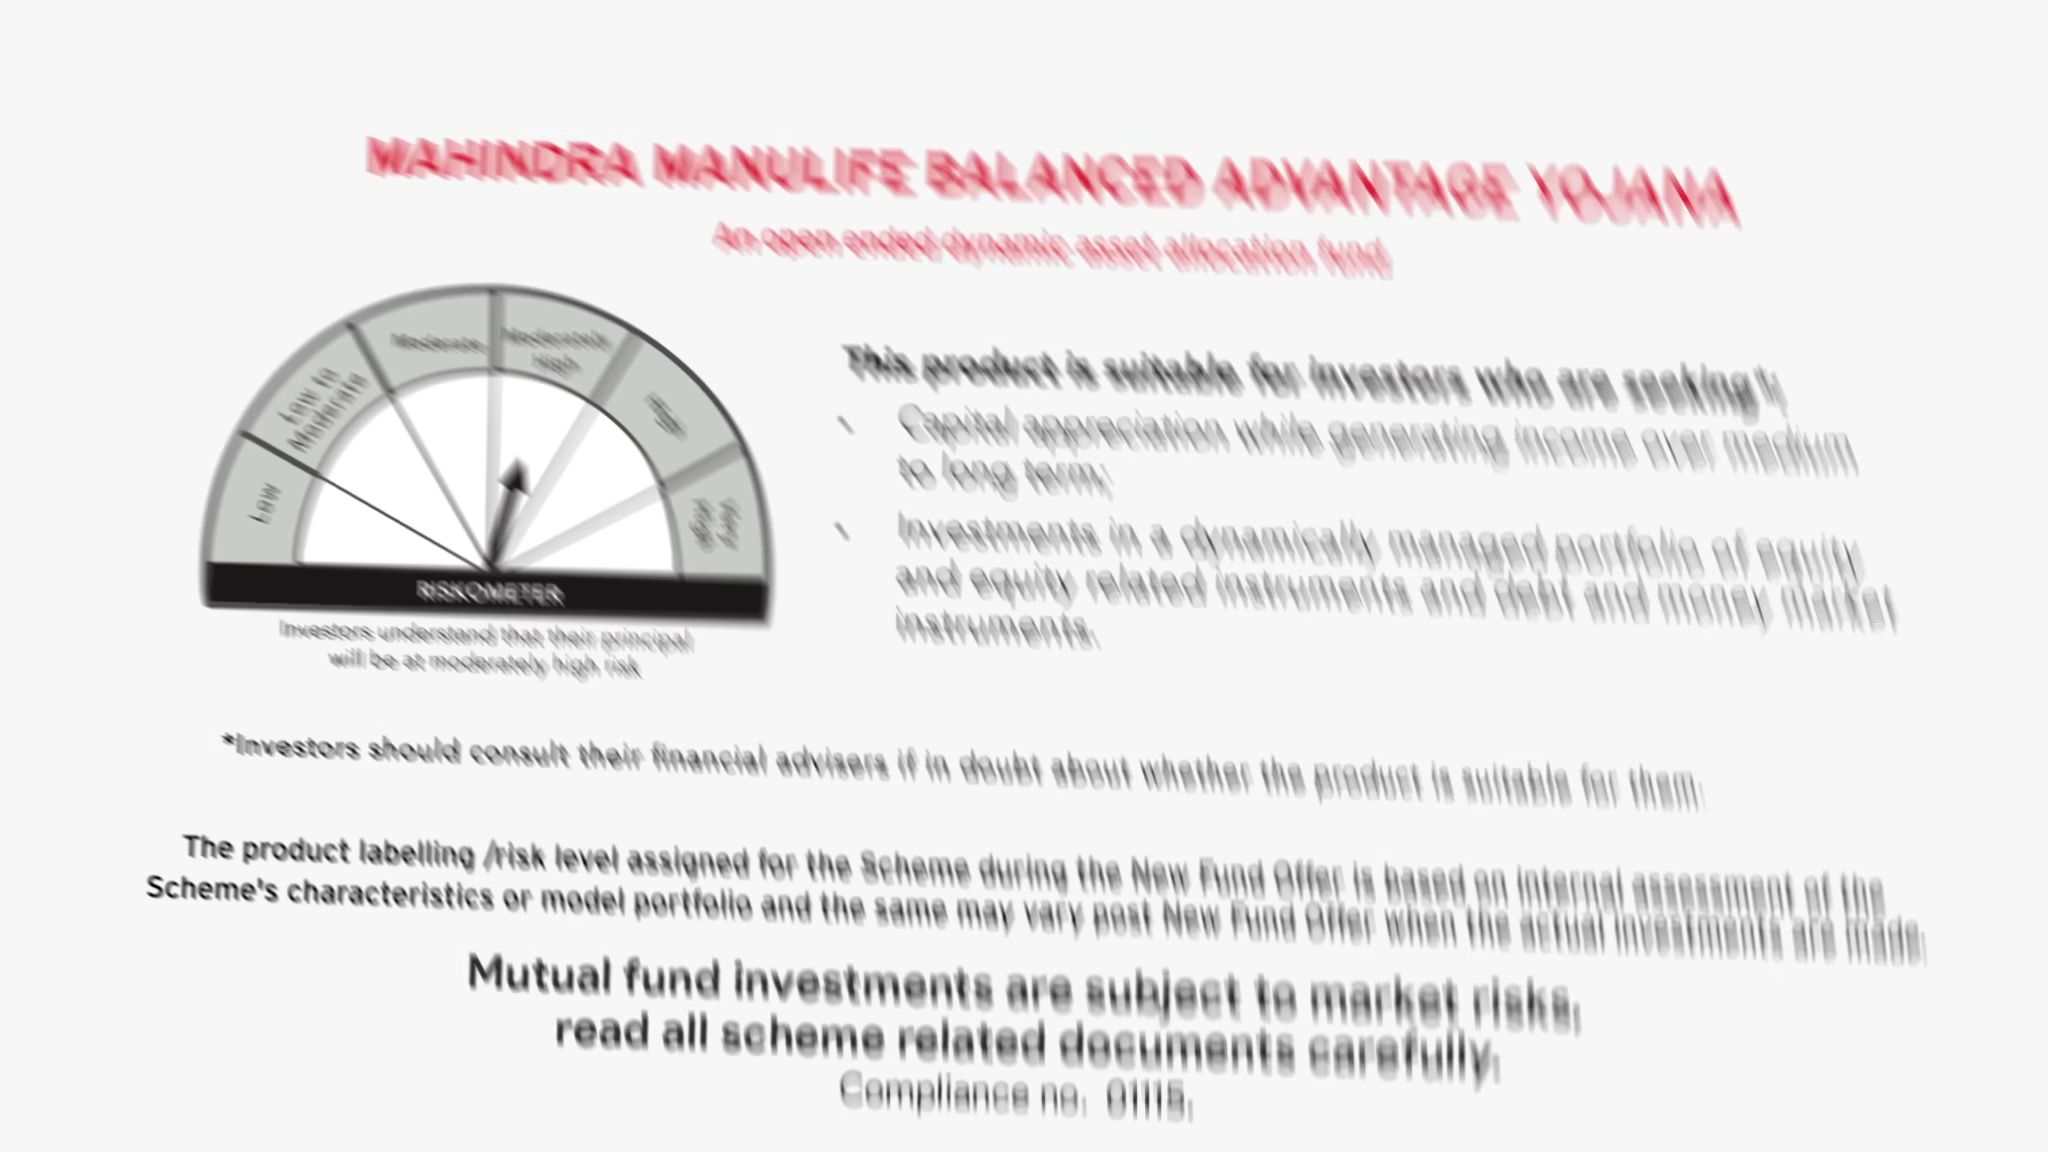 MAHINDRA MANULIFE BALANCED ADVANTAGE YOJANA
An open ended dynamic asset allocation fund
Low
Low to
Moderate
Moderate
Moderately
High
High
Very
High
RISKOMETER
Investors understand that their principal
will be at moderately high risk
This product is suitable for investors who are seeking*:
• Capital appreciation while generating income over medium
to long term;
• Investments in a dynamically managed portfolio of equity
and equity related instruments and debt and money market
instruments.
*Investors should consult their financial advisers if in doubt about whether the product is suitable for them.
The product labelling /risk level assigned for the Scheme during the New Fund Offer is based on internal assessment of the
Scheme's characteristics or model portfolio and the same may vary post New Fund Offer when the actual investments are made.
Mutual fund investments are subject to market risks,
read all scheme related documents carefully.
Compliance no. 01115.